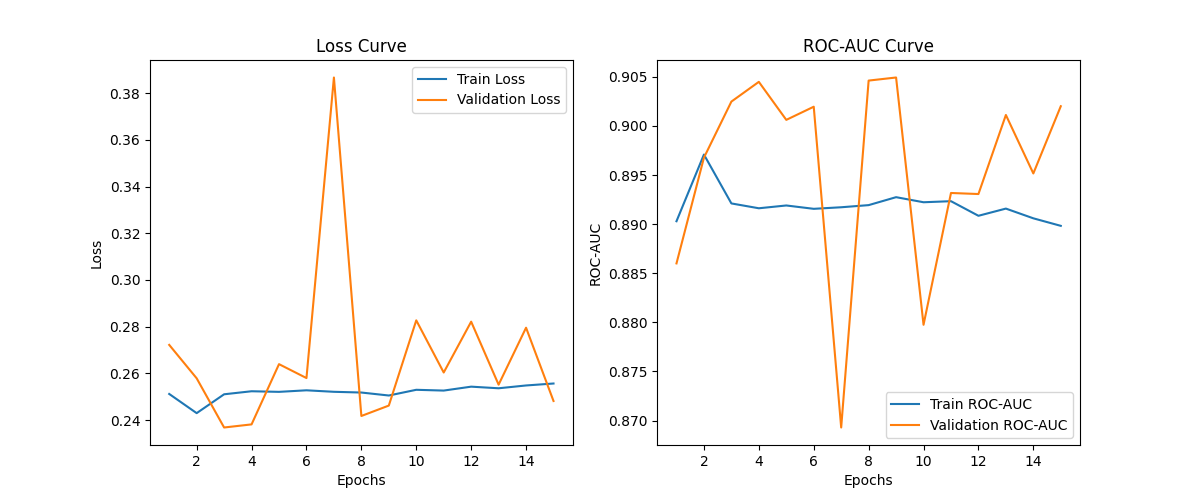 Loss Curve
Train Loss
Validation Loss
0.38
0.36
0.34
0.32
0.30
0.28
0.26
0.24
Loss
2 4 6 8 10 12 14
Epochs
ROC-AUC Curve
0.905
0.900
0.895
0.890
0.885
0.880
0.875
0.870
ROC-AUC
Train ROC-AUC
Validation ROC-AUC
2 4 6 8 10 12 14
Epochs